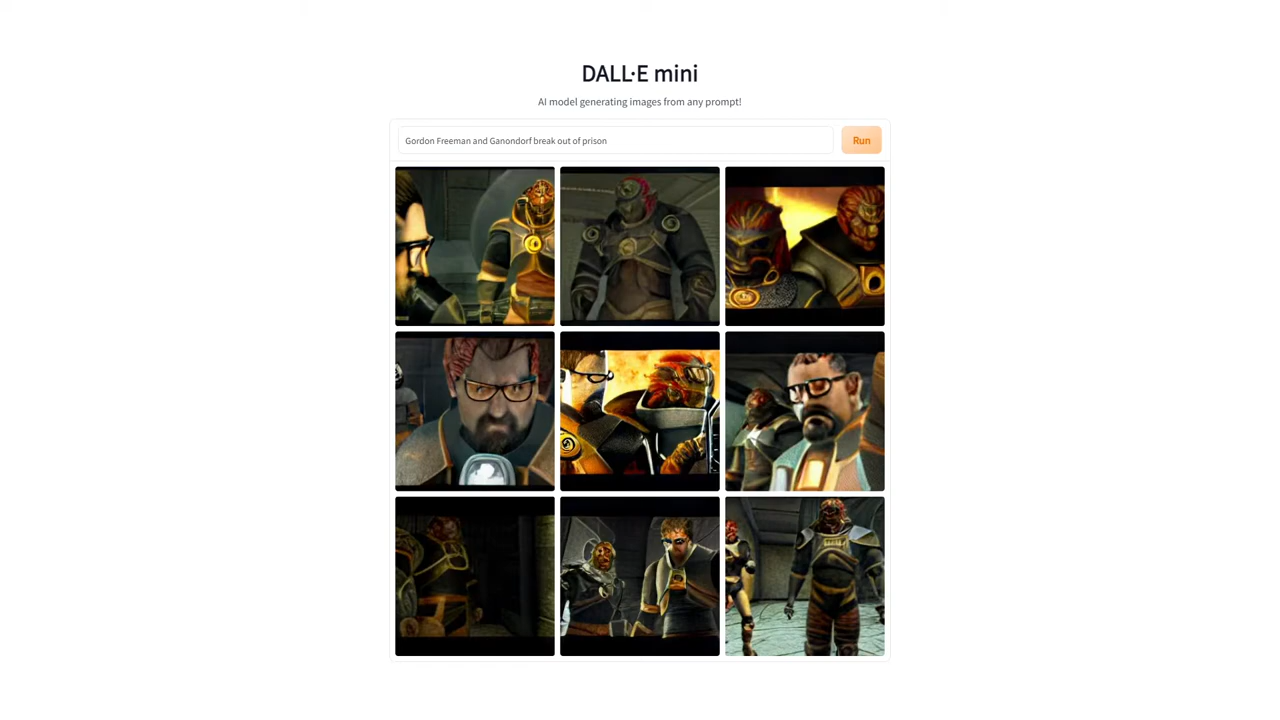 DALL·E mini
AI model generating images from any prompt!
Gordon Freeman and Ganondorf break out of prison
Run